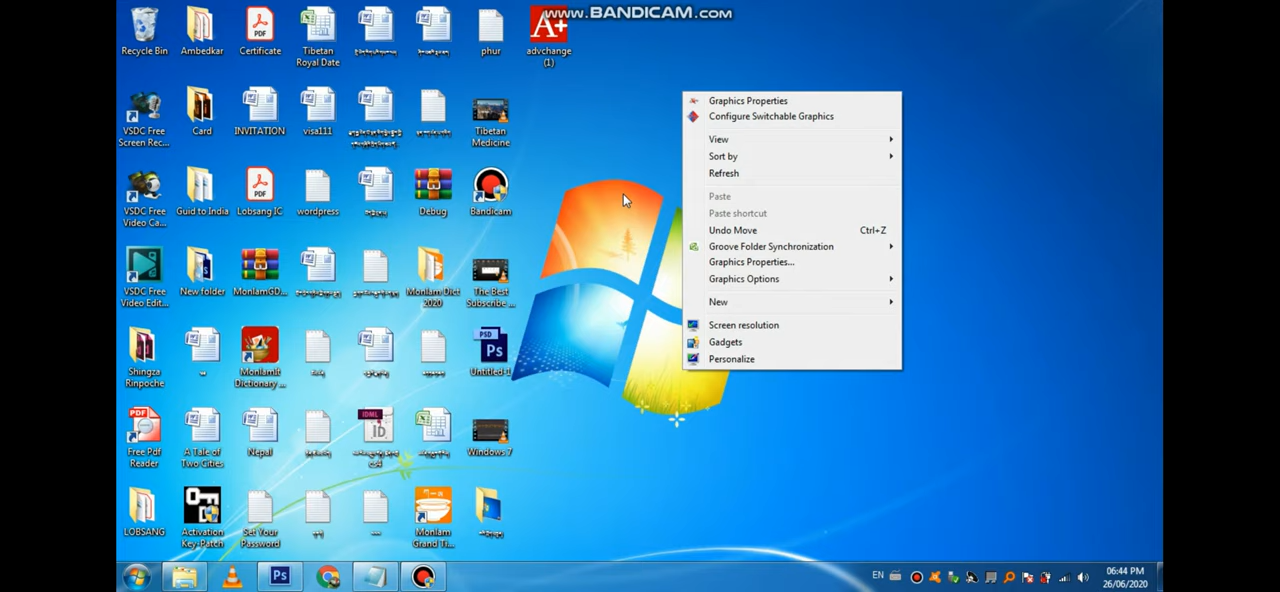 www.BANDICAM.com
Recycle Bin
Ambedkar
Certificate
Tibetan
Royal Date
phur
advchange
(1)
VSDC Free
Screen Rec...
Card
INVITATION
visa111
Tibetan
Medicine
VSDC Free
Video Ca...
Guid to India
Lobsang IC
wordpress
Debug
Bandicam
VSDC Free
Video Edit...
New folder
MonlamGD...
Monlam Dict
2020
The Best
Subscribe ...
Shingza
Rinpoche
Monlamit
Dictionary ...
Untitled-1
Free Pdf
Reader
A Tale of
Two Cities
Nepal
cs4
Windows 7
LOBSANG
Activation
Key-Patch
Set Your
Password
Monlam
Grand Ti...
Graphics Properties
Configure Switchable Graphics
View
Sort by
Refresh
Paste
Paste shortcut
Undo Move Ctrl+Z
Groove Folder Synchronization
Graphics Properties...
Graphics Options
New
Screen resolution
Gadgets
Personalize
EN
06:44 PM
26/06/2020